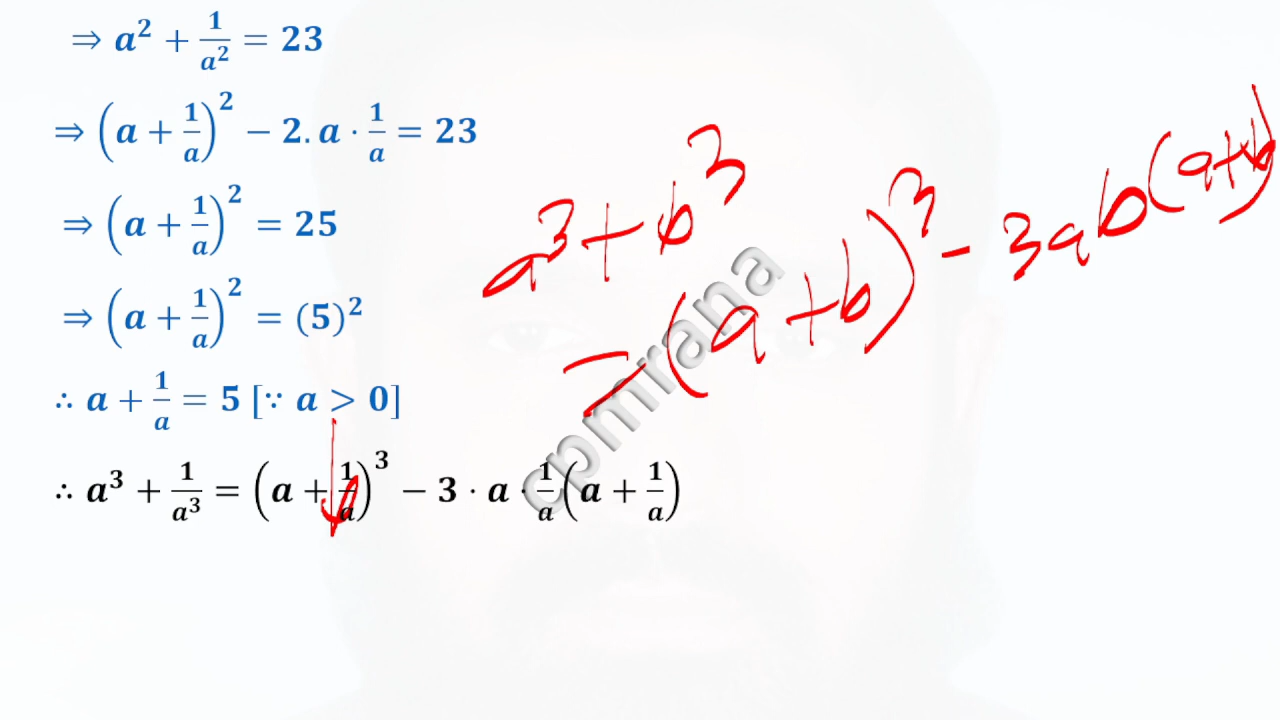 ⇒ a² + 1/a² = 23
⇒ (a + 1/a)² − 2. a · 1/a = 23
⇒ (a + 1/a)² = 25
⇒ (a + 1/a)² = (5)²
∴ a + 1/a = 5 [∵ a > 0]
∴ a³ + 1/a³ = (a + 1/a)³ − 3 · a · 1/a (a + 1/a)
a³ + b³
= (a + b)³ − 3ab(a+b)
cpmrana